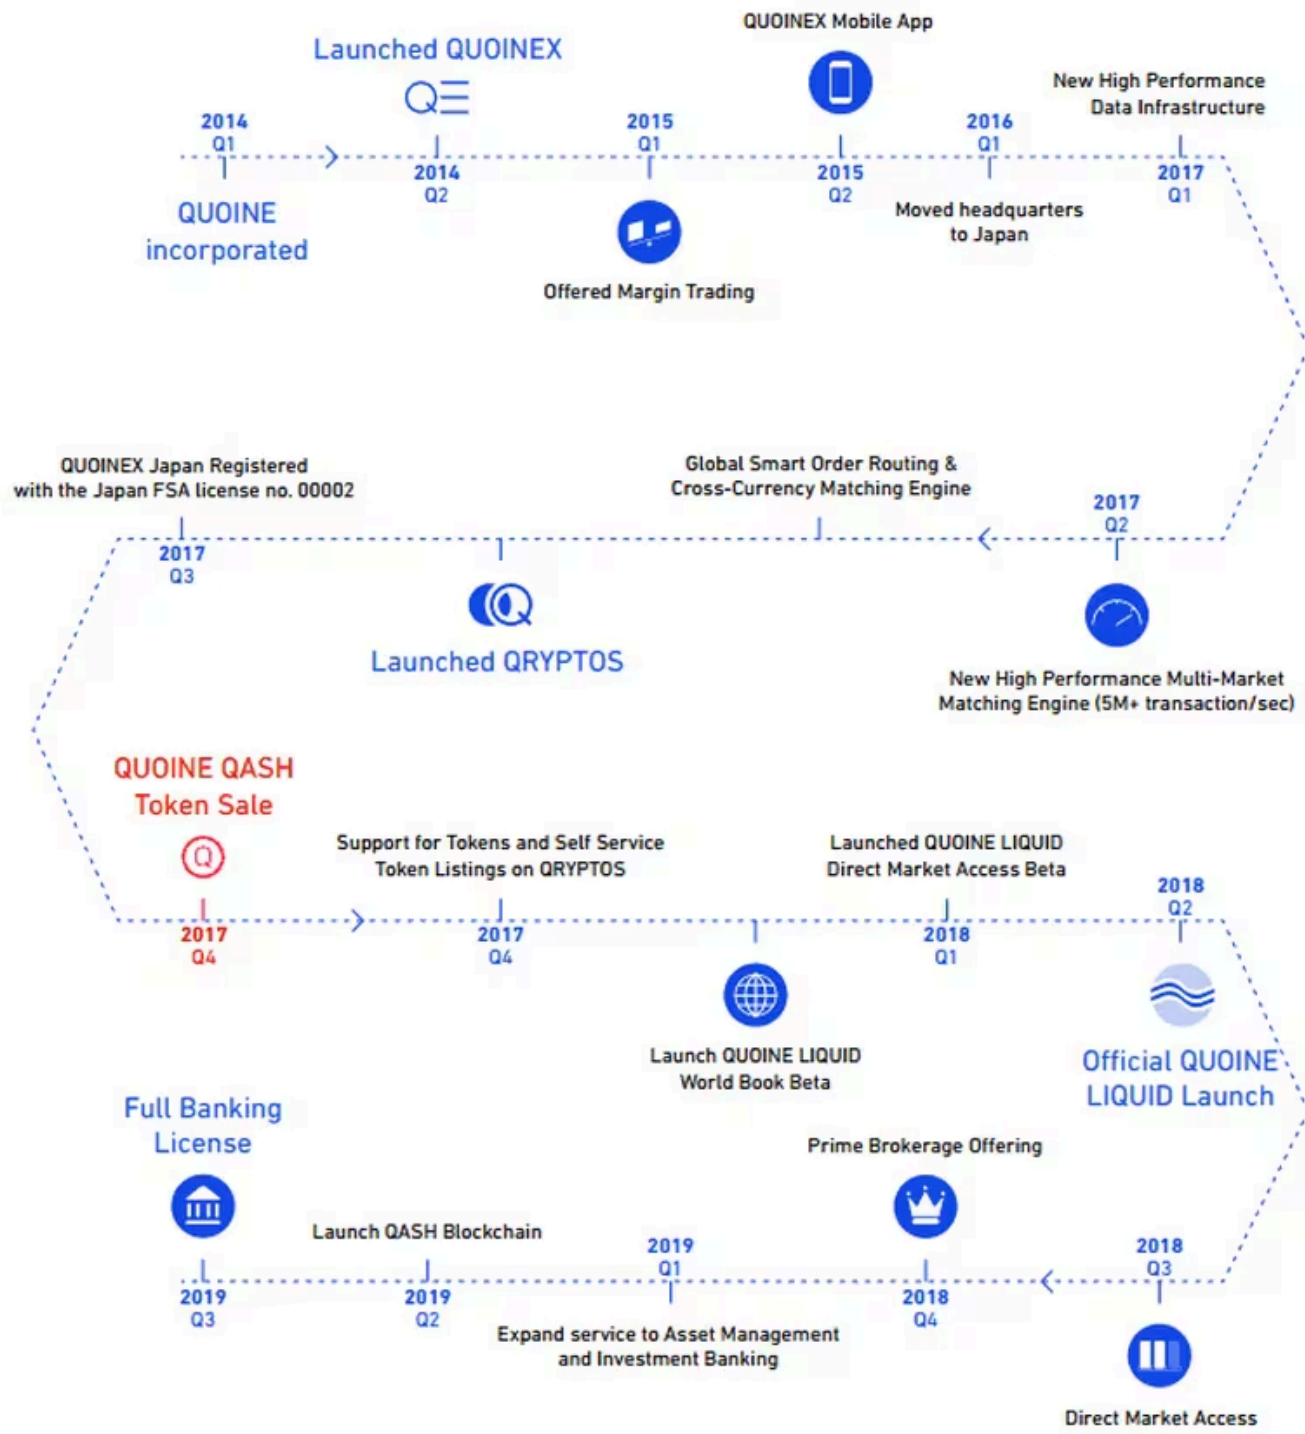 QUOINEX Mobile App
Launched QUOINEX
New High Performance
Data Infrastructure
2014
Q1
2014
Q2
2015
Q1
2015
Q2
2016
Q1
2017
Q1
QUOINE
incorporated
Offered Margin Trading
Moved headquarters
to Japan
2017
Q2
New High Performance Multi-Market
Matching Engine (5M+ transaction/sec)
Global Smart Order Routing &
Cross-Currency Matching Engine
Launched QRYPTOS
QUOINEX Japan Registered
with the Japan FSA license no. 00002
2017
Q3
QUOINE QASH
Token Sale
Q
2017
Q4
Support for Tokens and Self Service
Token Listings on QRYPTOS
2017
Q4
Launch QUOINE LIQUID
World Book Beta
Launched QUOINE LIQUID
Direct Market Access Beta
2018
Q1
2018
Q2
Official QUOINE
LIQUID Launch
2018
Q3
Direct Market Access
Prime Brokerage Offering
2018
Q4
2019
Q1
Expand service to Asset Management
and Investment Banking
Launch QASH Blockchain
2019
Q2
Full Banking
License
2019
Q3